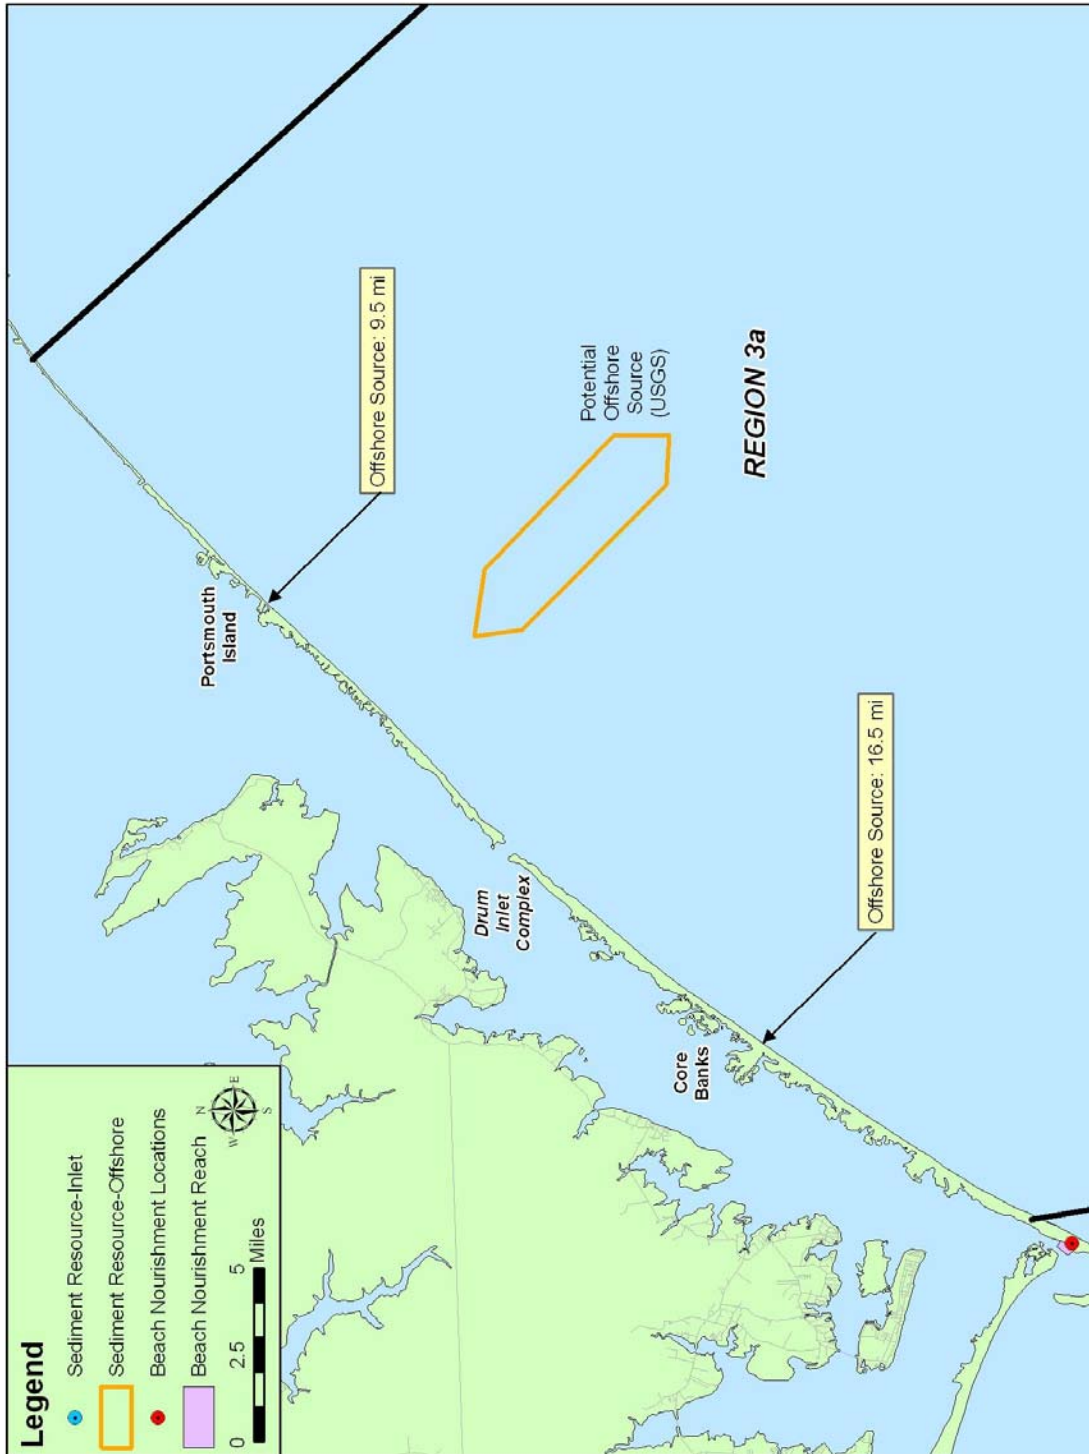 Legend
Sediment Resource-Inlet
Sediment Resource-Offshore
Beach Nourishment Locations
Beach Nourishment Reach
0 2.5 5
Miles
N
W E
S
Portsmouth
Island
Offshore Source: 9.5 mi
Potential
Offshore
Source
(USGS)
REGION 3a
Drum
Inlet
Complex
Core
Banks
Offshore Source: 16.5 mi